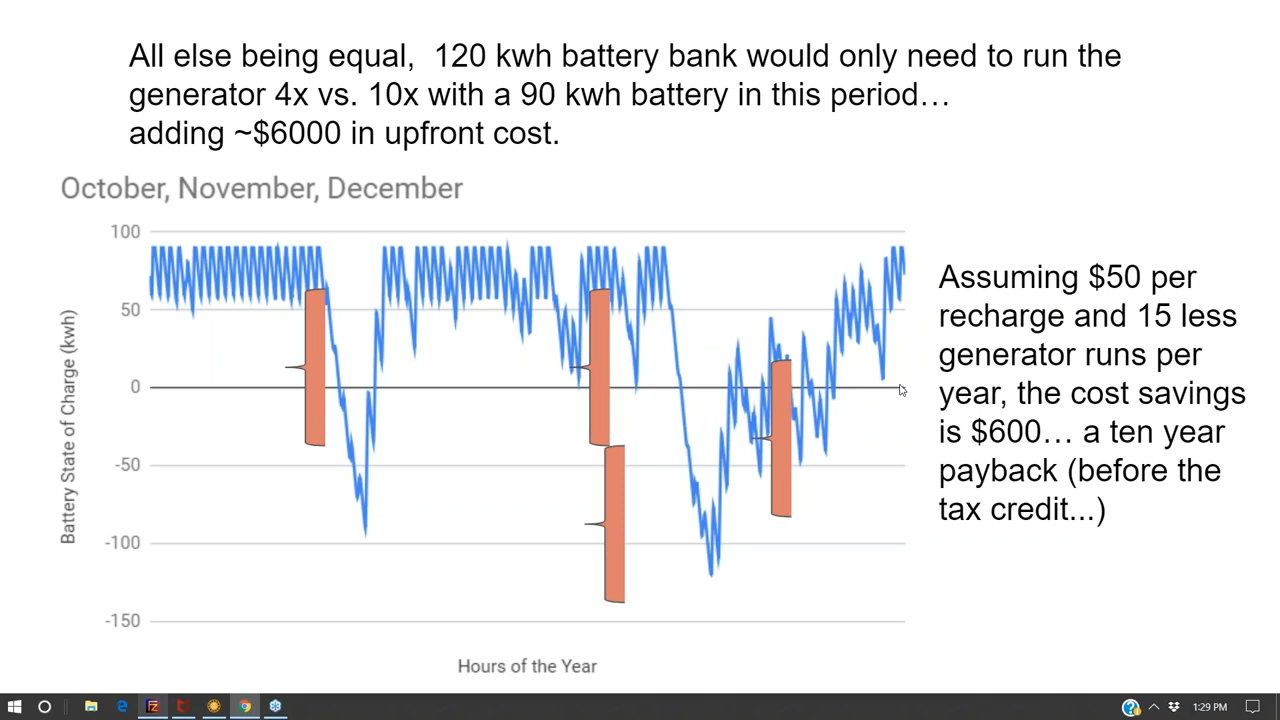 All else being equal,  120 kwh battery bank would only need to run the
generator 4x vs. 10x with a 90 kwh battery in this period…
adding ~$6000 in upfront cost.
October, November, December
100
50
0
-50
-100
-150
Battery State of Charge (kwh)
Hours of the Year
Assuming $50 per
recharge and 15 less
generator runs per
year, the cost savings
is $600… a ten year
payback (before the
tax credit...)
1:29 PM